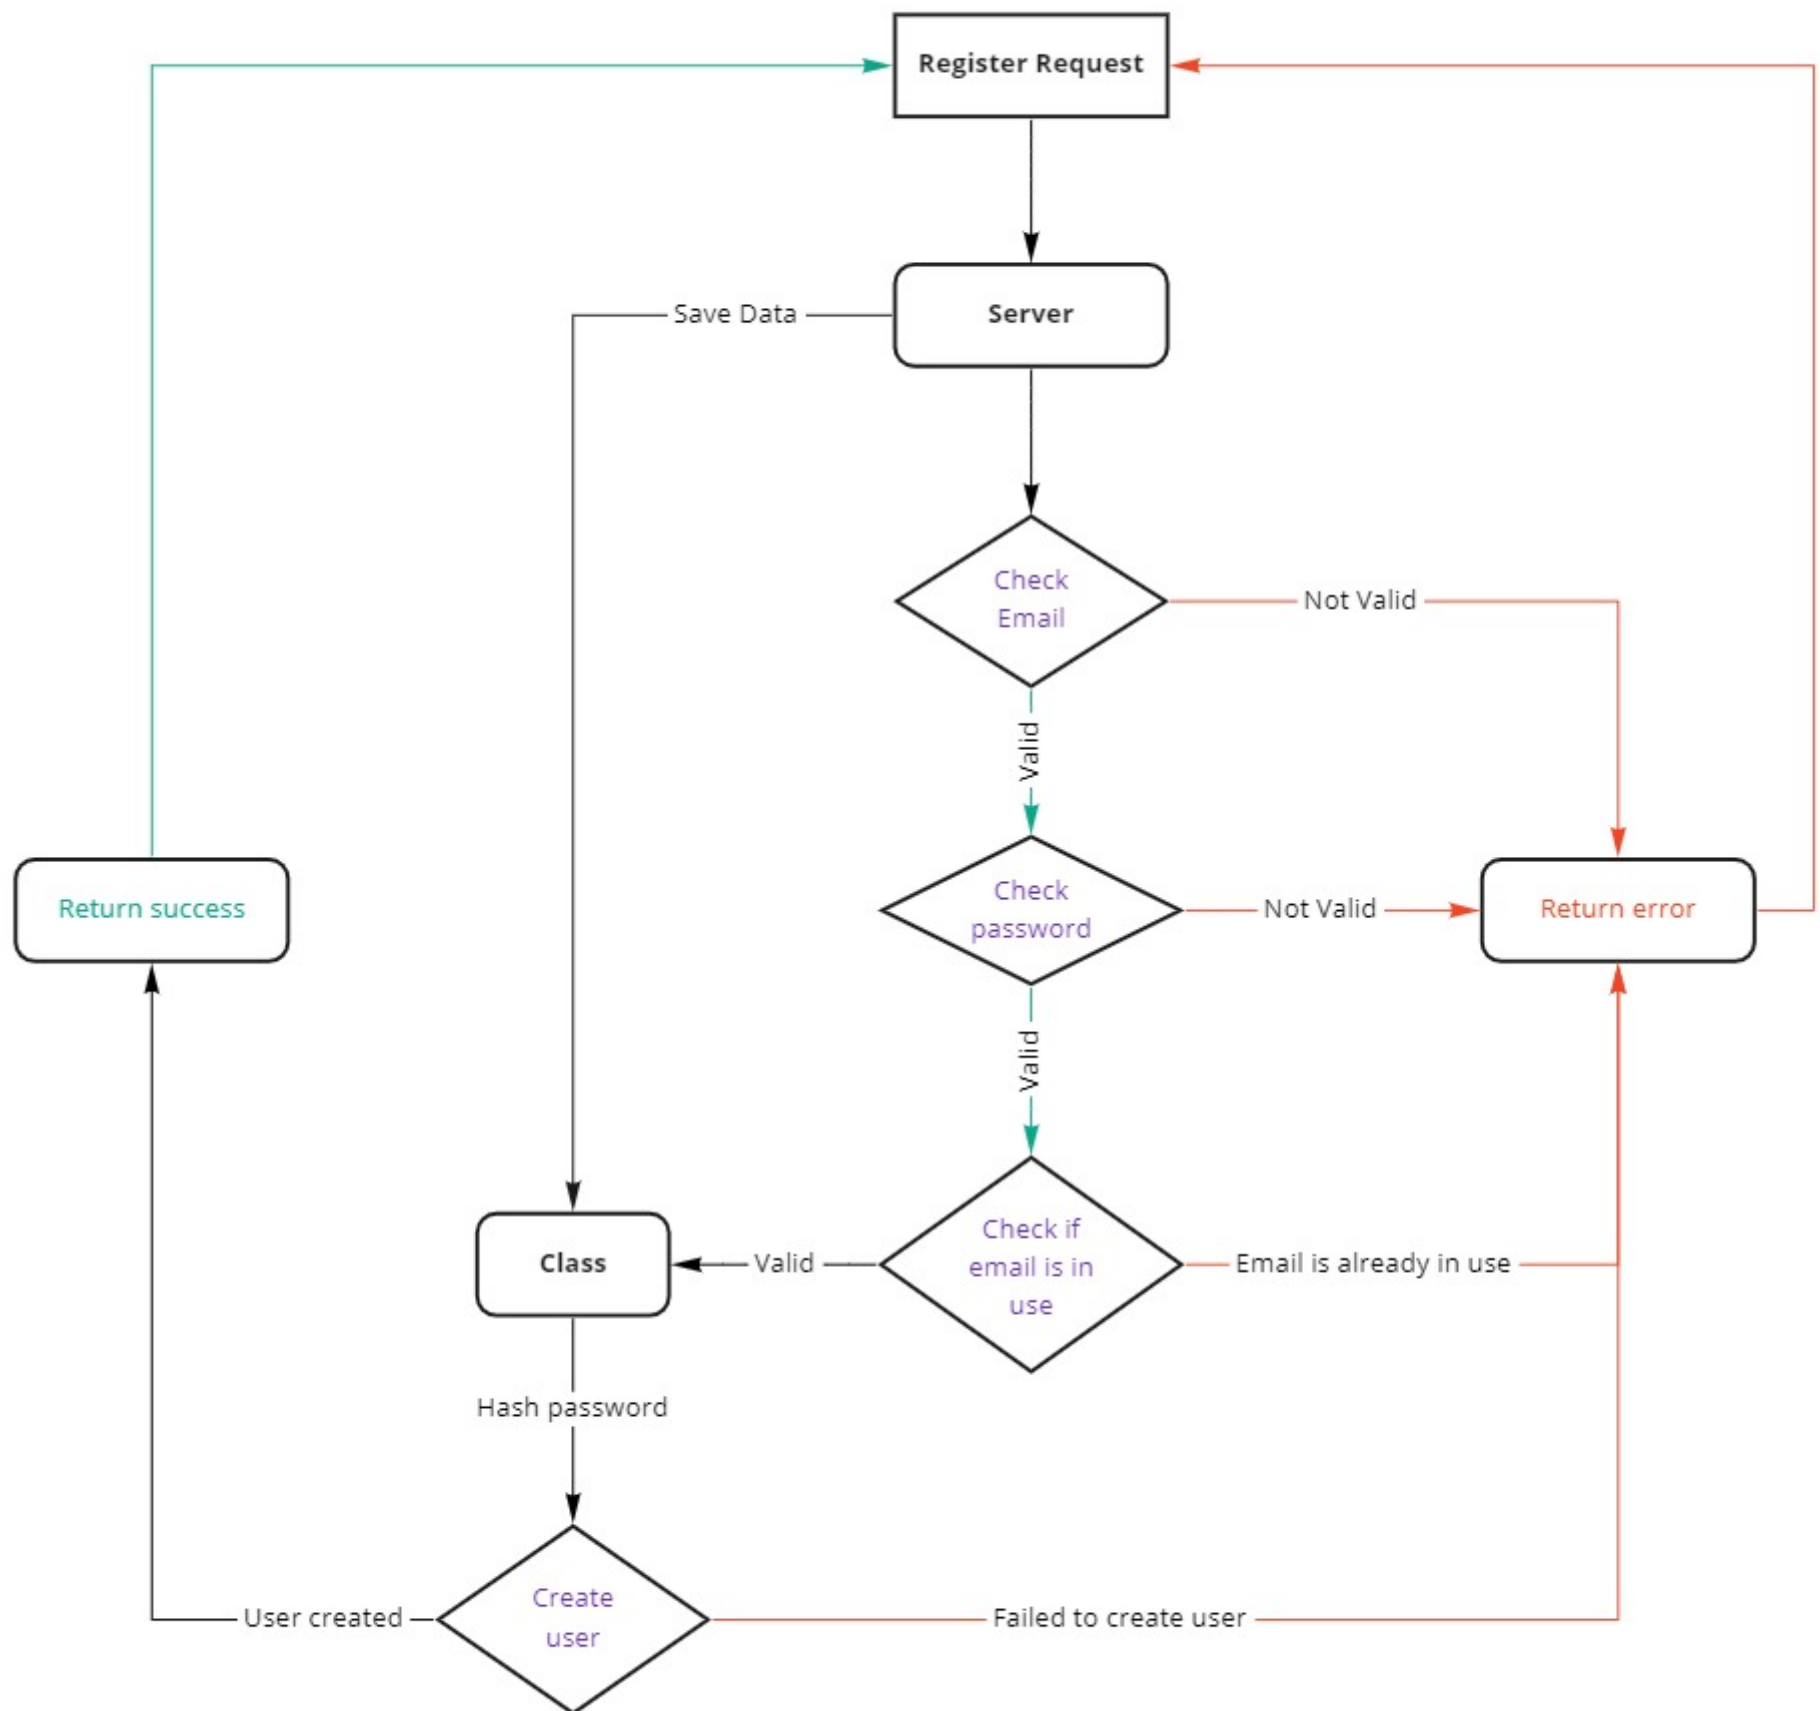 Register Request
Save Data
Server
Check
Email
Not Valid
Valid
Return success
Check
password
Not Valid
Return error
Valid
Class
Valid
Check if
email is in
use
Email is already in use
Hash password
User created
Create
user
Failed to create user